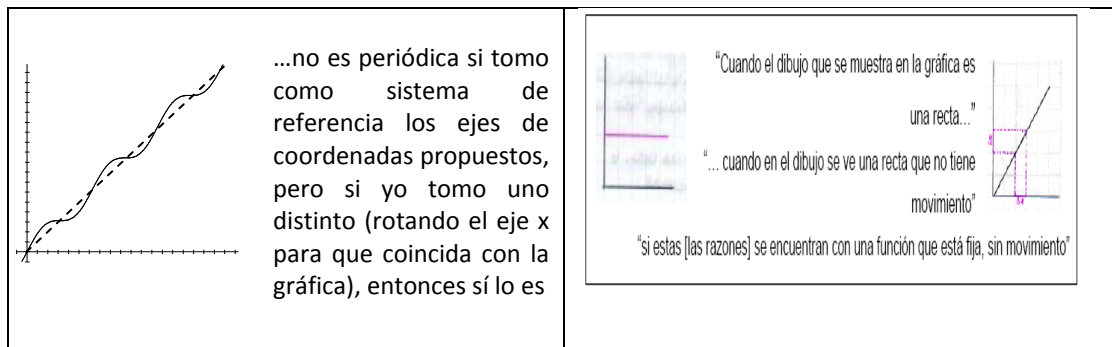 ...no es periódica si tomo
como sistema de
referencia los ejes de
coordenadas propuestos,
pero si yo tomo uno
distinto (rotando el eje x
para que coincida con la
gráfica), entonces sí lo es
“Cuando el dibujo que se muestra en la gráfica es
una recta...”
“... cuando en el dibujo se ve una recta que no tiene
movimiento”
“si estas [las razones] se encuentran con una función que está fija, sin movimiento”